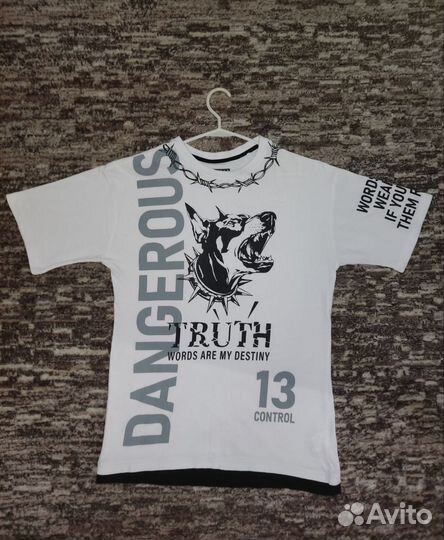 DANGEROUS
WORDS
WEA
IF YOU
THEM R
TRUTH
WORDS ARE MY DESTINY
13
CONTROL
Avito